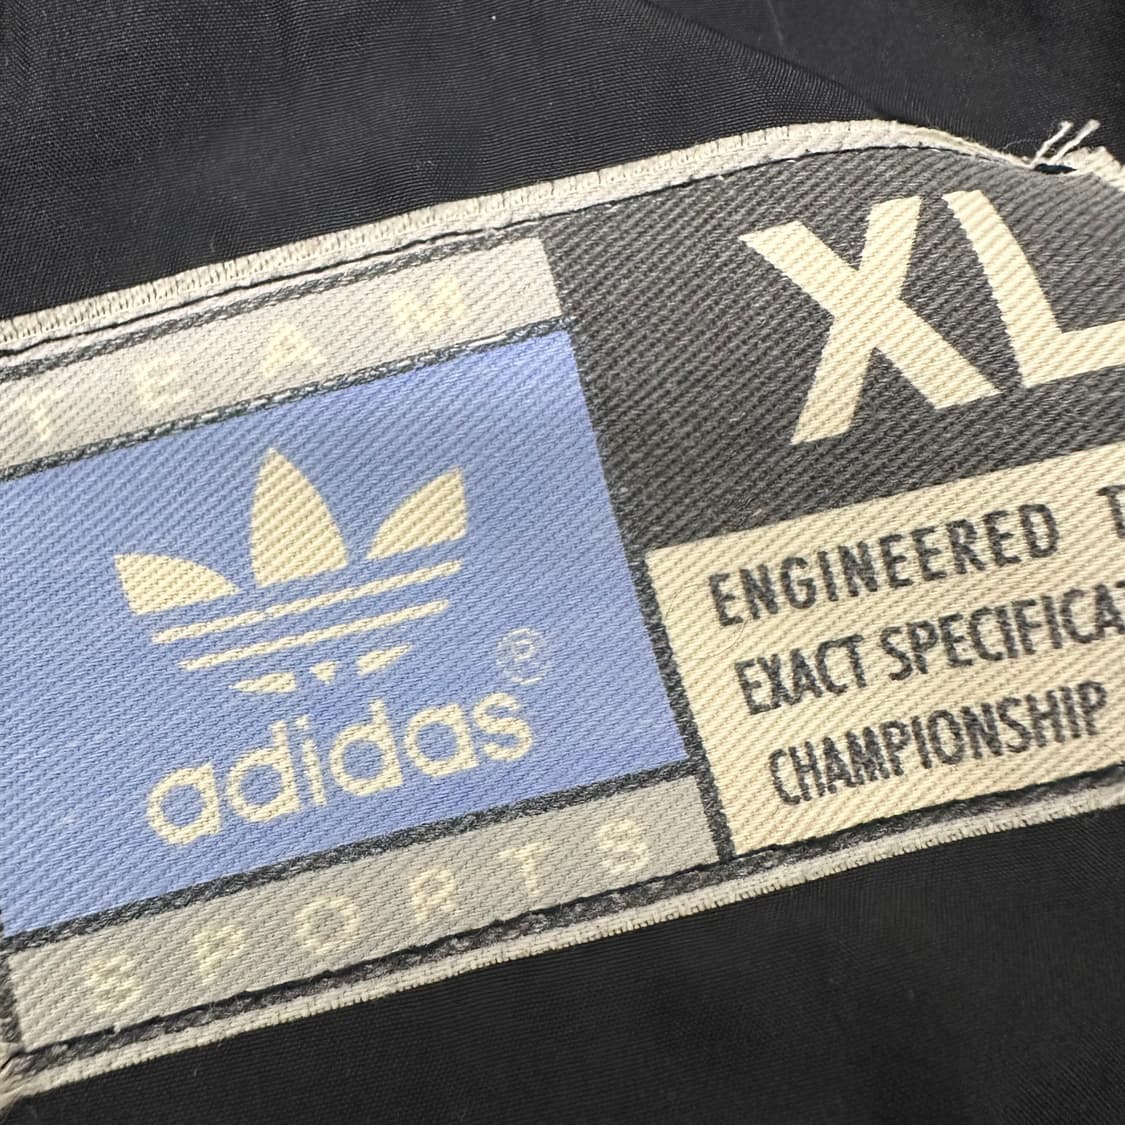 TEAM
XL
adidas®
SPORTS
ENGINEERED
EXACT
CHAMPIONSHIP